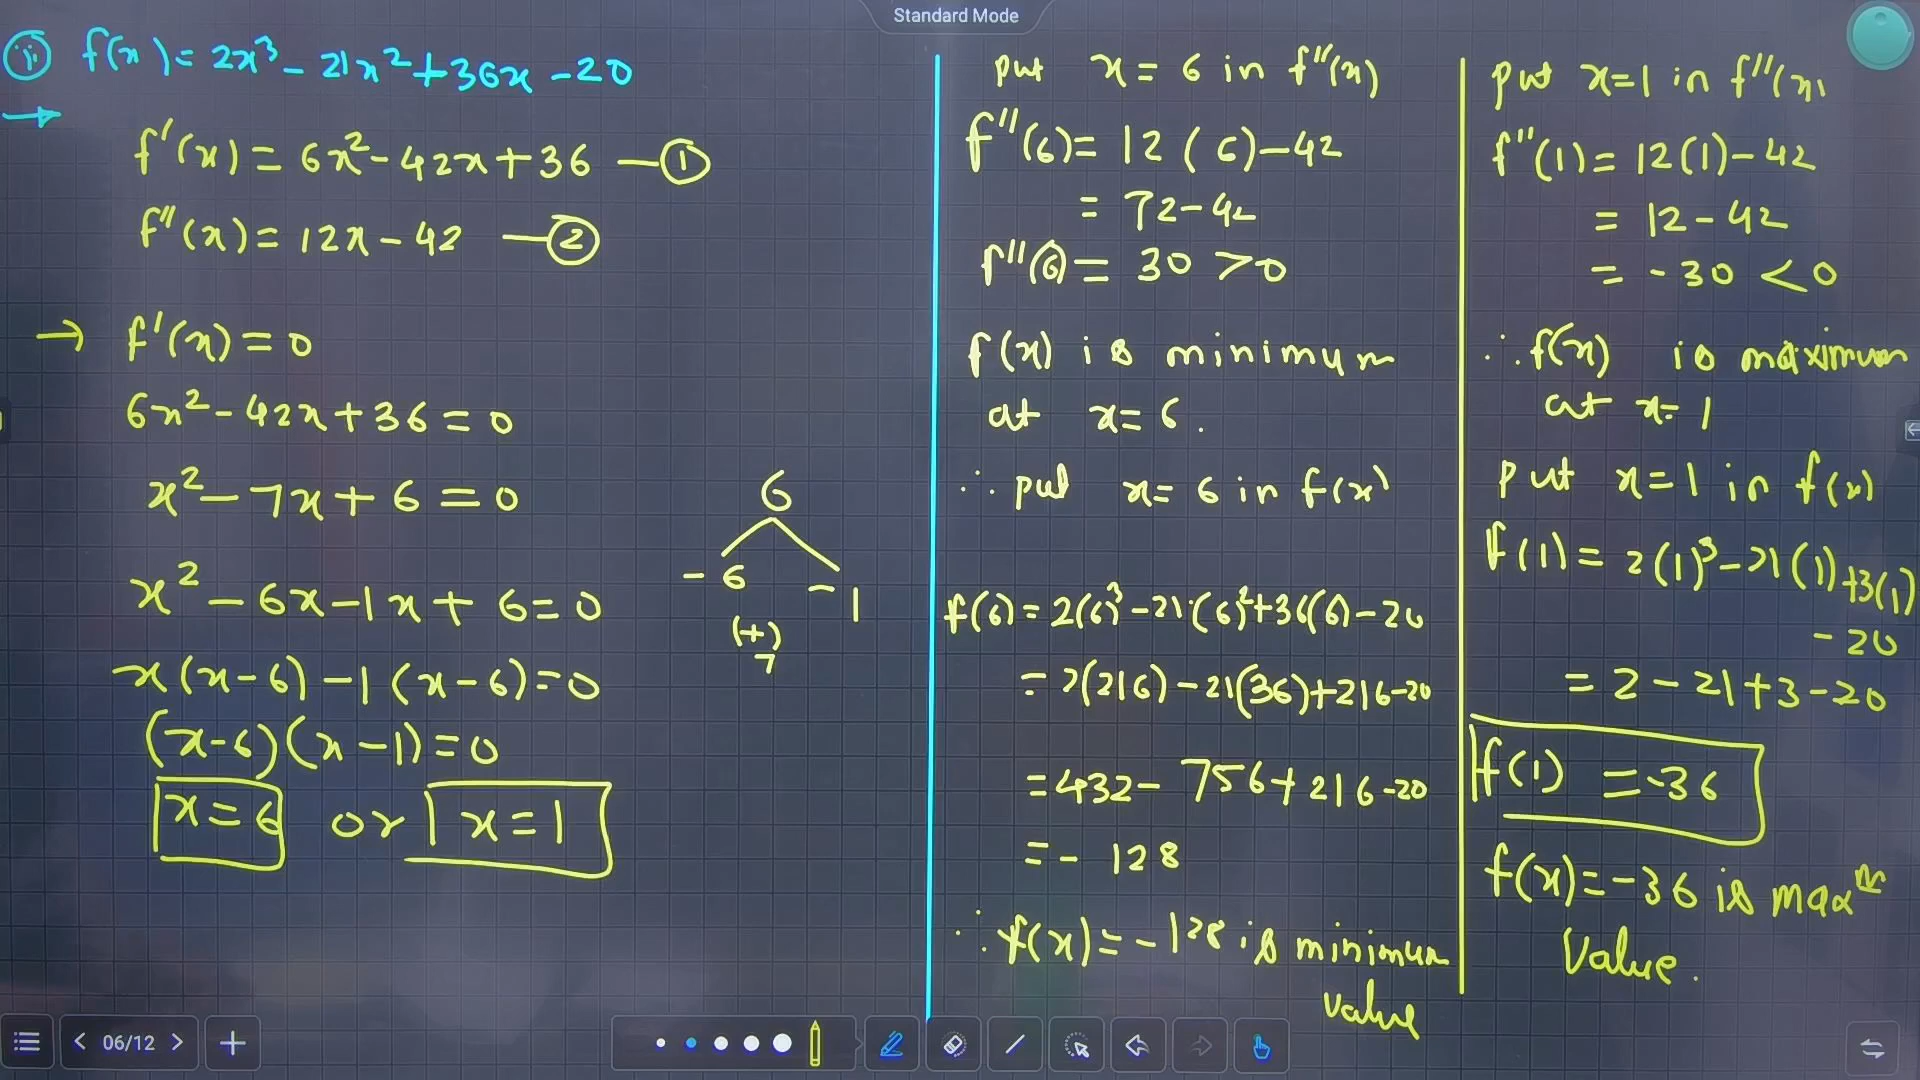 Standard Mode
ii) f(x) = 2x³ - 21x² + 36x - 20
→
f'(x) = 6x² - 42x + 36 — ①
f''(x) = 12x - 42 — ②
→ f'(x) = 0
6x² - 42x + 36 = 0
x² - 7x + 6 = 0
x² - 6x - 1x + 6 = 0
x(x-6) - 1(x-6) = 0
(x-6)(x-1) = 0
x = 6 or x = 1
6
- 6 - 1
(+)
7
put x = 6 in f''(x)
f''(6) = 12(6) - 42
= 72 - 42
f''(6) = 30 > 0
f(x) is minimum
at x = 6.
∴ put x = 6 in f(x)
f(6) = 2(6)³ - 21(6)² + 36(6) - 20
= 2(216) - 21(36) + 216 - 20
= 432 - 756 + 216 - 20
= - 128
∴ f(x) = - 128 is minimum
value
put x = 1 in f''(x)
f''(1) = 12(1) - 42
= 12 - 42
= - 30 < 0
∴ f(x) is maximum
at x = 1
put x = 1 in f(x)
f(1) = 2(1)³ - 21(1) + 3(1)
- 20
= 2 - 21 + 3 - 20
f(1) = -36
f(x) = -36 is maxᵐ
Value.
06/12